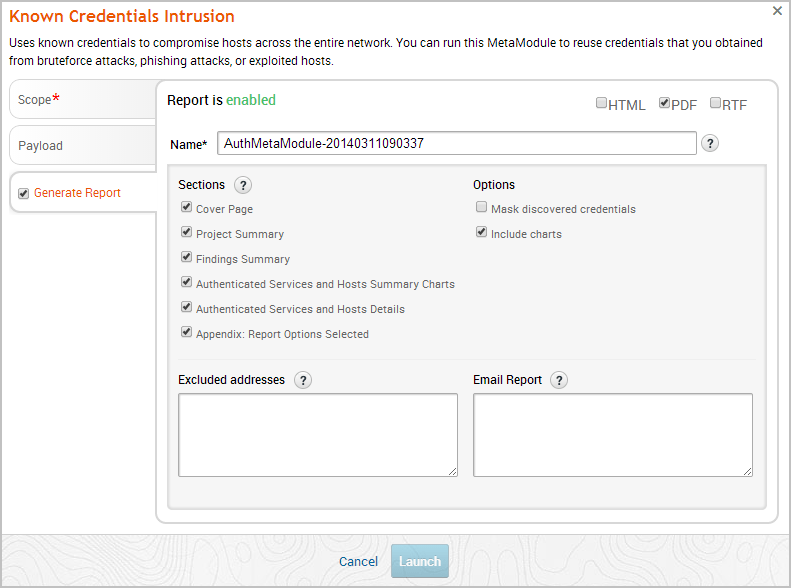 Known Credentials Intrusion
Uses known credentials to compromise hosts across the entire network. You can run this MetaModule to reuse credentials that you obtained
from bruteforce attacks, phishing attacks, or exploited hosts.
Scope*
Payload
Generate Report
Report is enabled
HTML PDF RTF
Name* AuthMetaModule-20140311090337 ?
Sections ?
Cover Page
Project Summary
Findings Summary
Authenticated Services and Hosts Summary Charts
Authenticated Services and Hosts Details
Appendix: Report Options Selected
Options
Mask discovered credentials
Include charts
Excluded addresses ?
Email Report ?
Cancel Launch